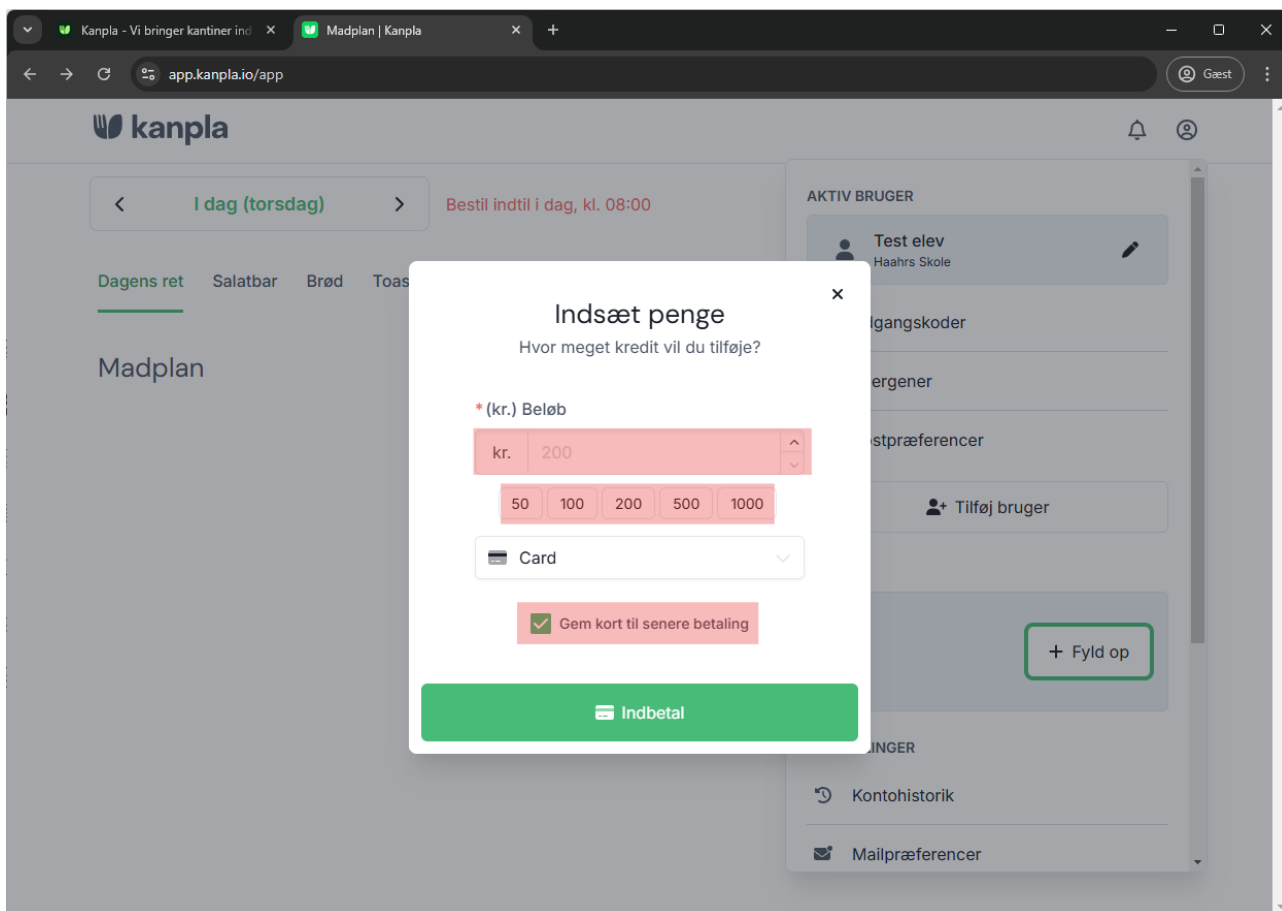 Kanpla - Vi bringer kantiner ind
Madplan | Kanpla
app.kanpla.io/app
Gæst
kanpla
I dag (torsdag)
Bestil indtil i dag, kl. 08:00
Dagens ret Salatbar Brød Toas
Madplan
AKTIV BRUGER
Test elev
Haahrs Skole
lgangskoder
ergener
stpræferencer
Tilføj bruger
+ Fyld op
INGER
Kontohistorik
Mailpræferencer
Indsæt penge
Hvor meget kredit vil du tilføje?
* (kr.) Beløb
kr. 200
50 100 200 500 1000
Card
Gem kort til senere betaling
Indbetal